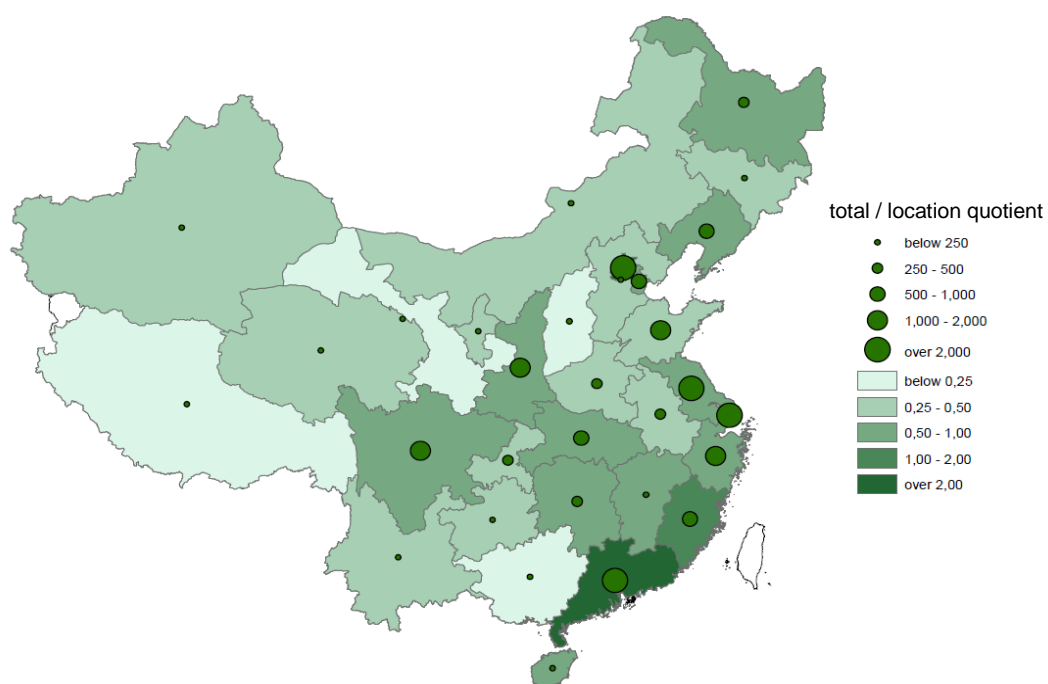 total / location quotient
below 250
250 - 500
500 - 1,000
1,000 - 2,000
over 2,000
below 0,25
0,25 - 0,50
0,50 - 1,00
1,00 - 2,00
over 2,00